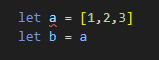 let a = [1,2,3]
let b = a